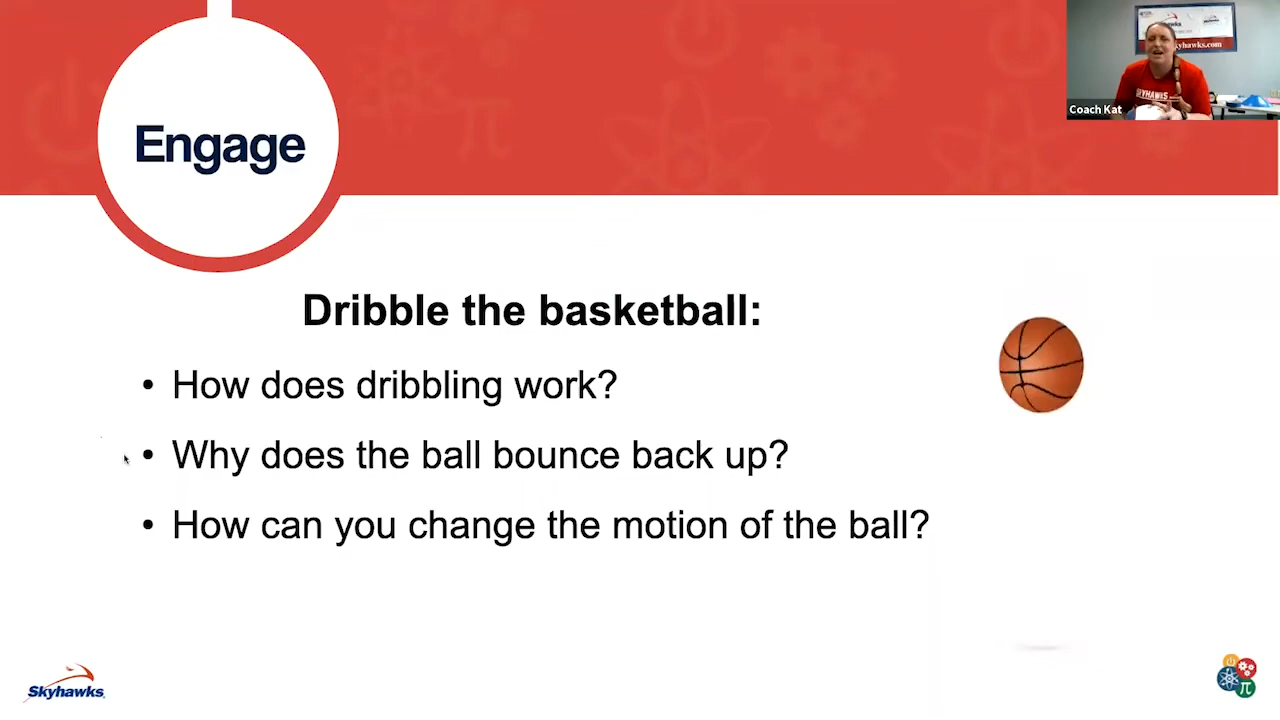 Engage
Coach Kat
SKYHAWKS
Dribble the basketball:
• How does dribbling work?
• Why does the ball bounce back up?
• How can you change the motion of the ball?
Skyhawks